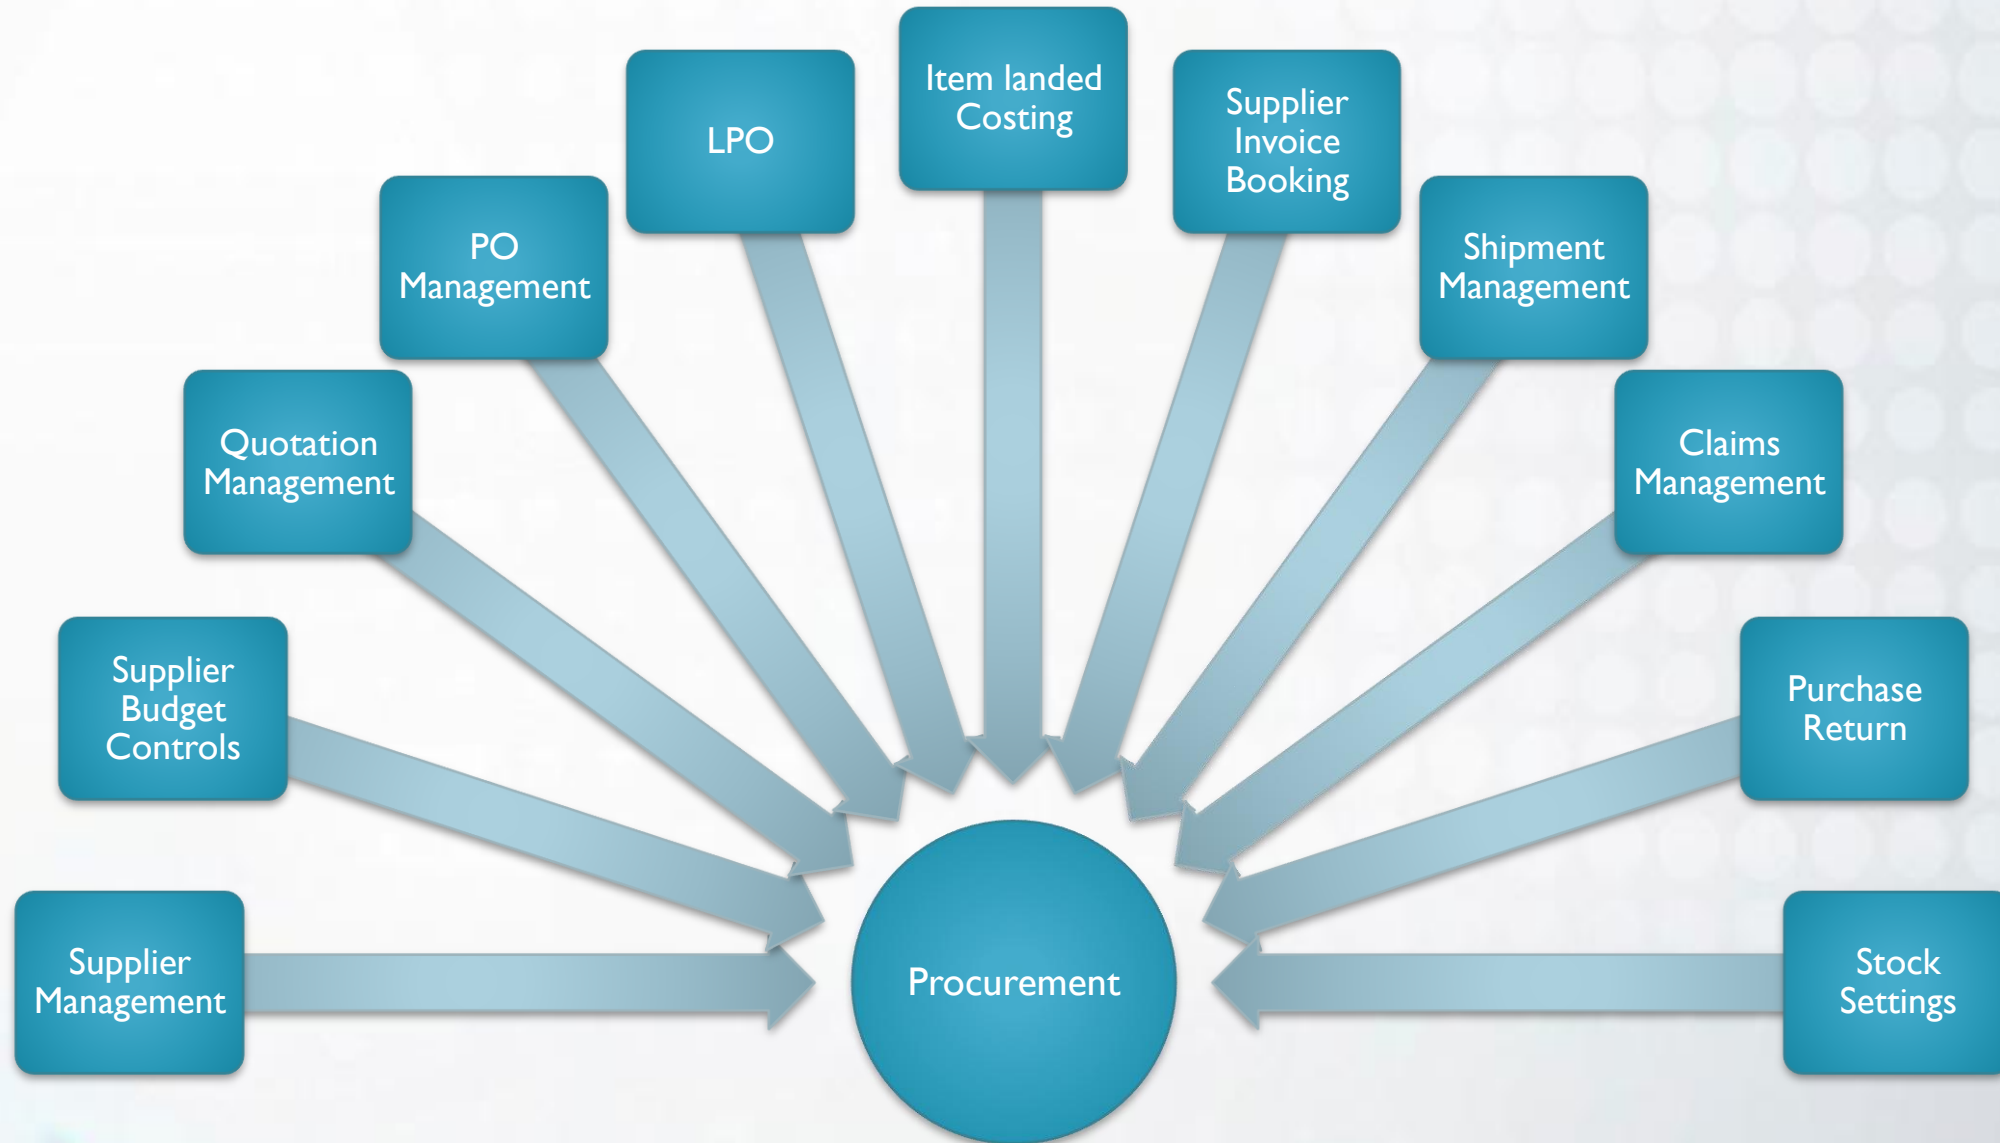 Item landed
Costing
LPO
Supplier
Invoice
Booking
PO
Management
Shipment
Management
Quotation
Management
Claims
Management
Supplier
Budget
Controls
Purchase
Return
Supplier
Management
Procurement
Stock
Settings